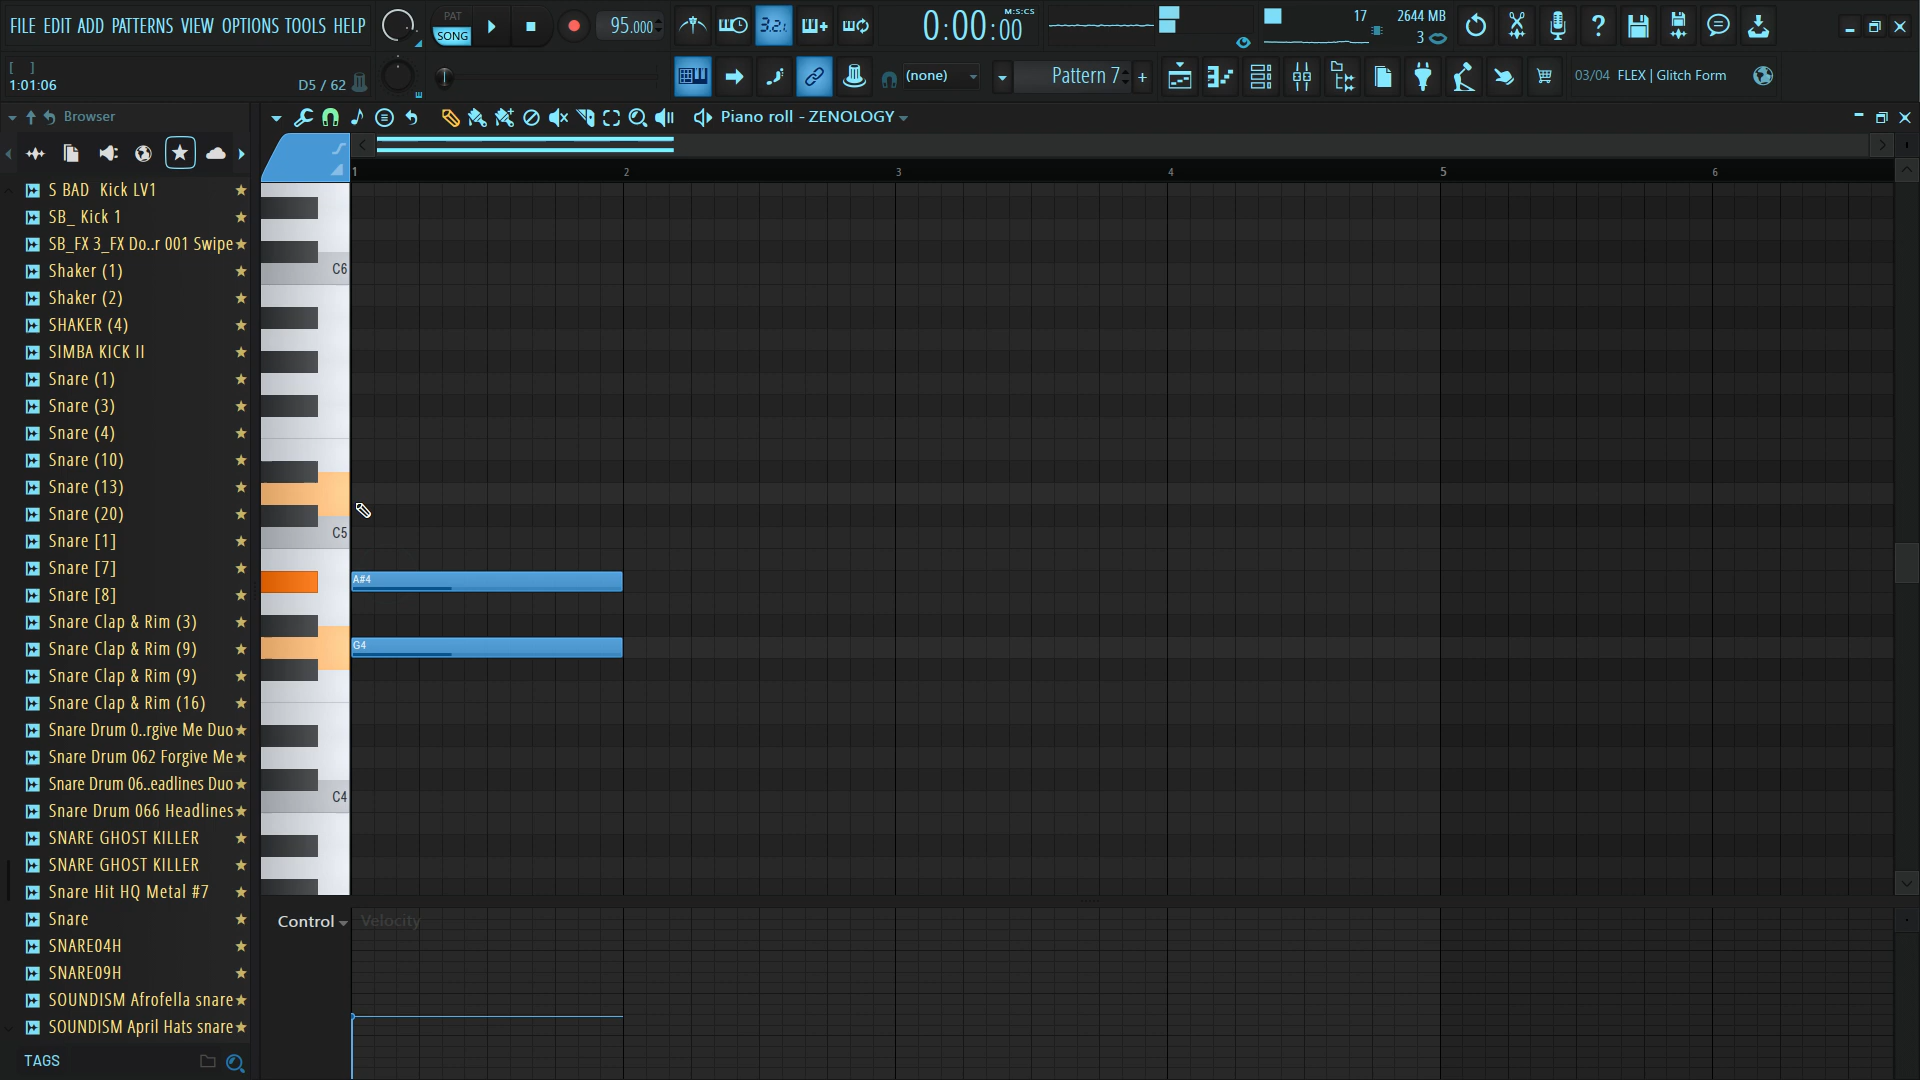 FILE EDIT ADD PATTERNS VIEW OPTIONS TOOLS HELP
PAT
SONG
95.000
3.2.
0:00:00
M:S:CS
17
2644 MB
3
[ ]
1:01:06
D5 / 62
(none)
Pattern 7
+
03/04 FLEX | Glitch Form
Browser
Piano roll - ZENOLOGY
1
2
3
4
5
6
S BAD Kick LV1
SB_ Kick 1
SB_FX 3_FX Do..r 001 Swipe
Shaker (1)
Shaker (2)
SHAKER (4)
SIMBA KICK II
Snare (1)
Snare (3)
Snare (4)
Snare (10)
Snare (13)
Snare (20)
Snare [1]
Snare [7]
Snare [8]
Snare Clap & Rim (3)
Snare Clap & Rim (9)
Snare Clap & Rim (9)
Snare Clap & Rim (16)
Snare Drum 0..rgive Me Duo
Snare Drum 062 Forgive Me
Snare Drum 06..eadlines Duo
Snare Drum 066 Headlines
SNARE GHOST KILLER
SNARE GHOST KILLER
Snare Hit HQ Metal #7
Snare
SNARE04H
SNARE09H
SOUNDISM Afrofella snare
SOUNDISM April Hats snare
TAGS
C6
C5
A#4
G4
C4
Control
Velocity